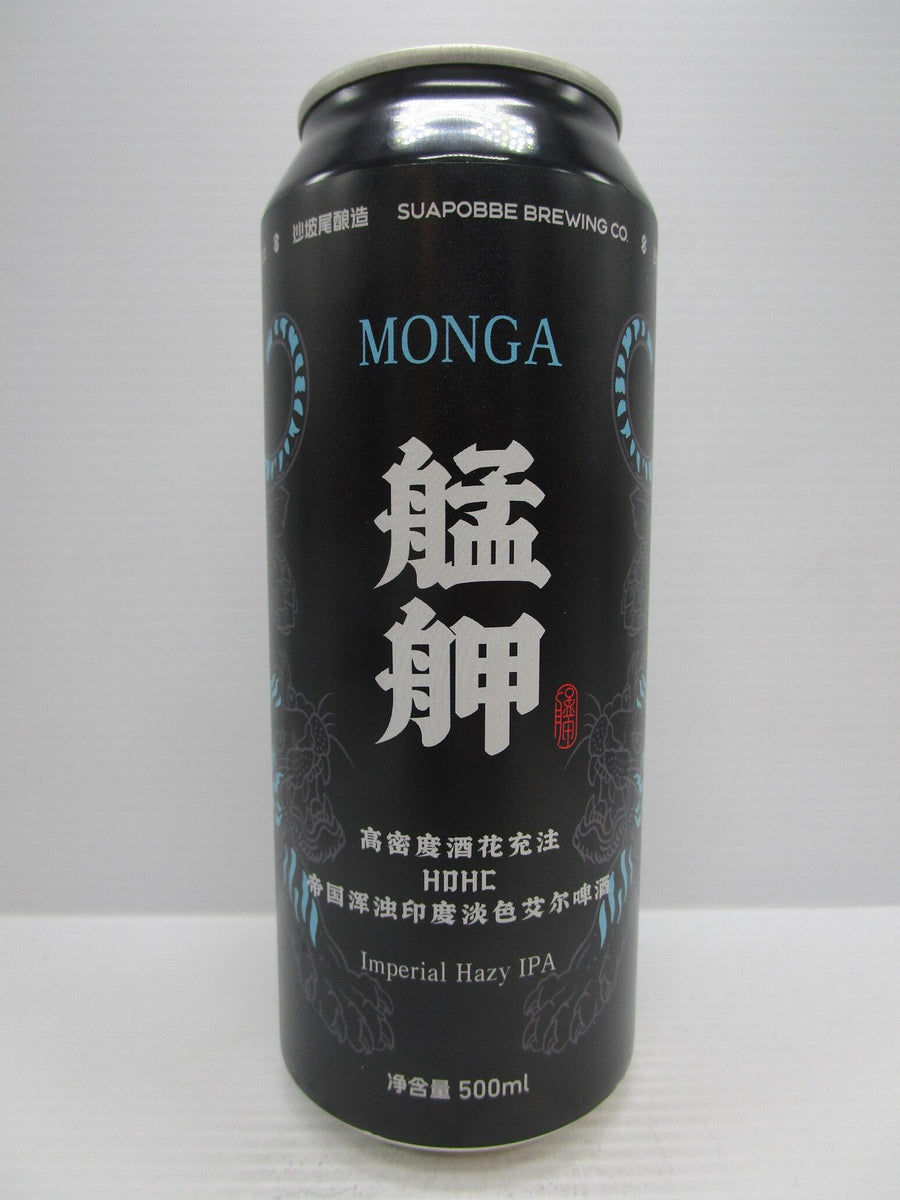 沙坡尾酿造 SUAPOBBE BREWING CO.
MONGA
艋
舺
高密度酒花充注
HDHC
帝国浑浊印度淡色艾尔啤酒
Imperial Hazy IPA
净含量 500ml